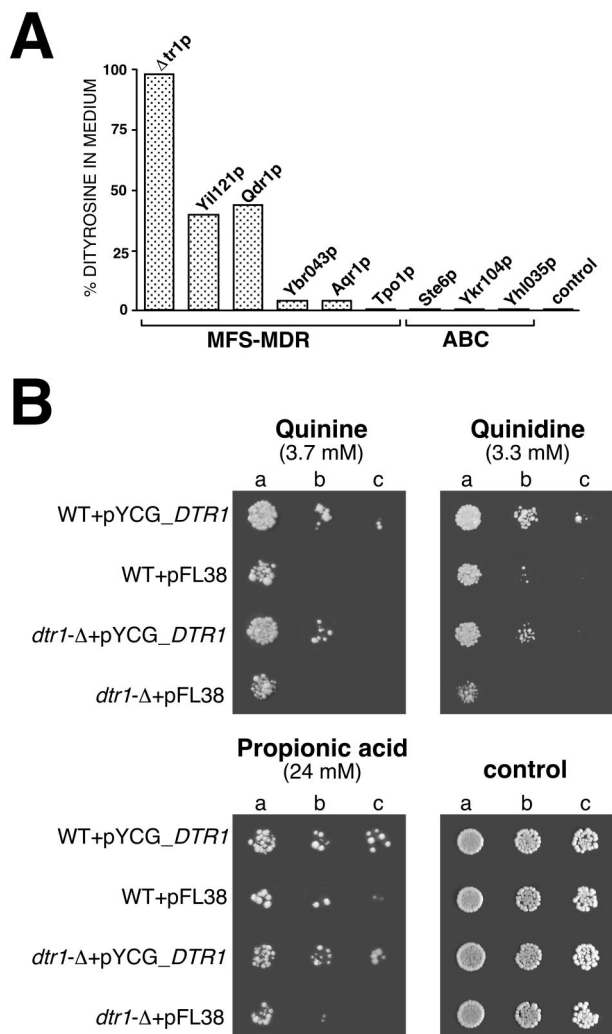 A
% DITYROSINE IN MEDIUM
100
75
50
25
0
Δtr1p
Yil121p
Qdr1p
Ybr043p
Aqr1p
Tpo1p
Ste6p
Ykr104p
Yhl035p
control
MFS-MDR
ABC
B
Quinine
(3.7 mM)
a b c
Quinidine
(3.3 mM)
a b c
WT+pYCG_DTR1
WT+pFL38
dtr1-Δ+pYCG_DTR1
dtr1-Δ+pFL38
Propionic acid
(24 mM)
a b c
control
a b c
WT+pYCG_DTR1
WT+pFL38
dtr1-Δ+pYCG_DTR1
dtr1-Δ+pFL38